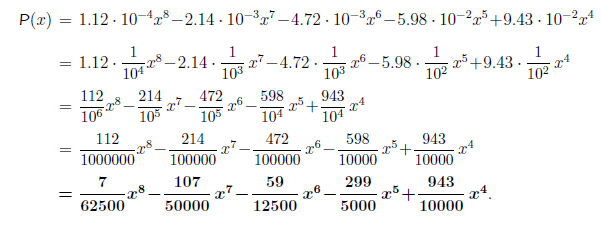 P(x) = 1.12 · 10⁻⁴x⁸ − 2.14 · 10⁻³x⁷ − 4.72 · 10⁻³x⁶ − 5.98 · 10⁻²x⁵ + 9.43 · 10⁻²x⁴
= 1.12 · 1/10⁴ x⁸ − 2.14 · 1/10³ x⁷ − 4.72 · 1/10³ x⁶ − 5.98 · 1/10² x⁵ + 9.43 · 1/10² x⁴
= 112/10⁶ x⁸ − 214/10⁵ x⁷ − 472/10⁵ x⁶ − 598/10⁴ x⁵ + 943/10⁴ x⁴
= 112/1000000 x⁸ − 214/100000 x⁷ − 472/100000 x⁶ − 598/10000 x⁵ + 943/10000 x⁴
= 7/62500 x⁸ − 107/50000 x⁷ − 59/12500 x⁶ − 299/5000 x⁵ + 943/10000 x⁴.